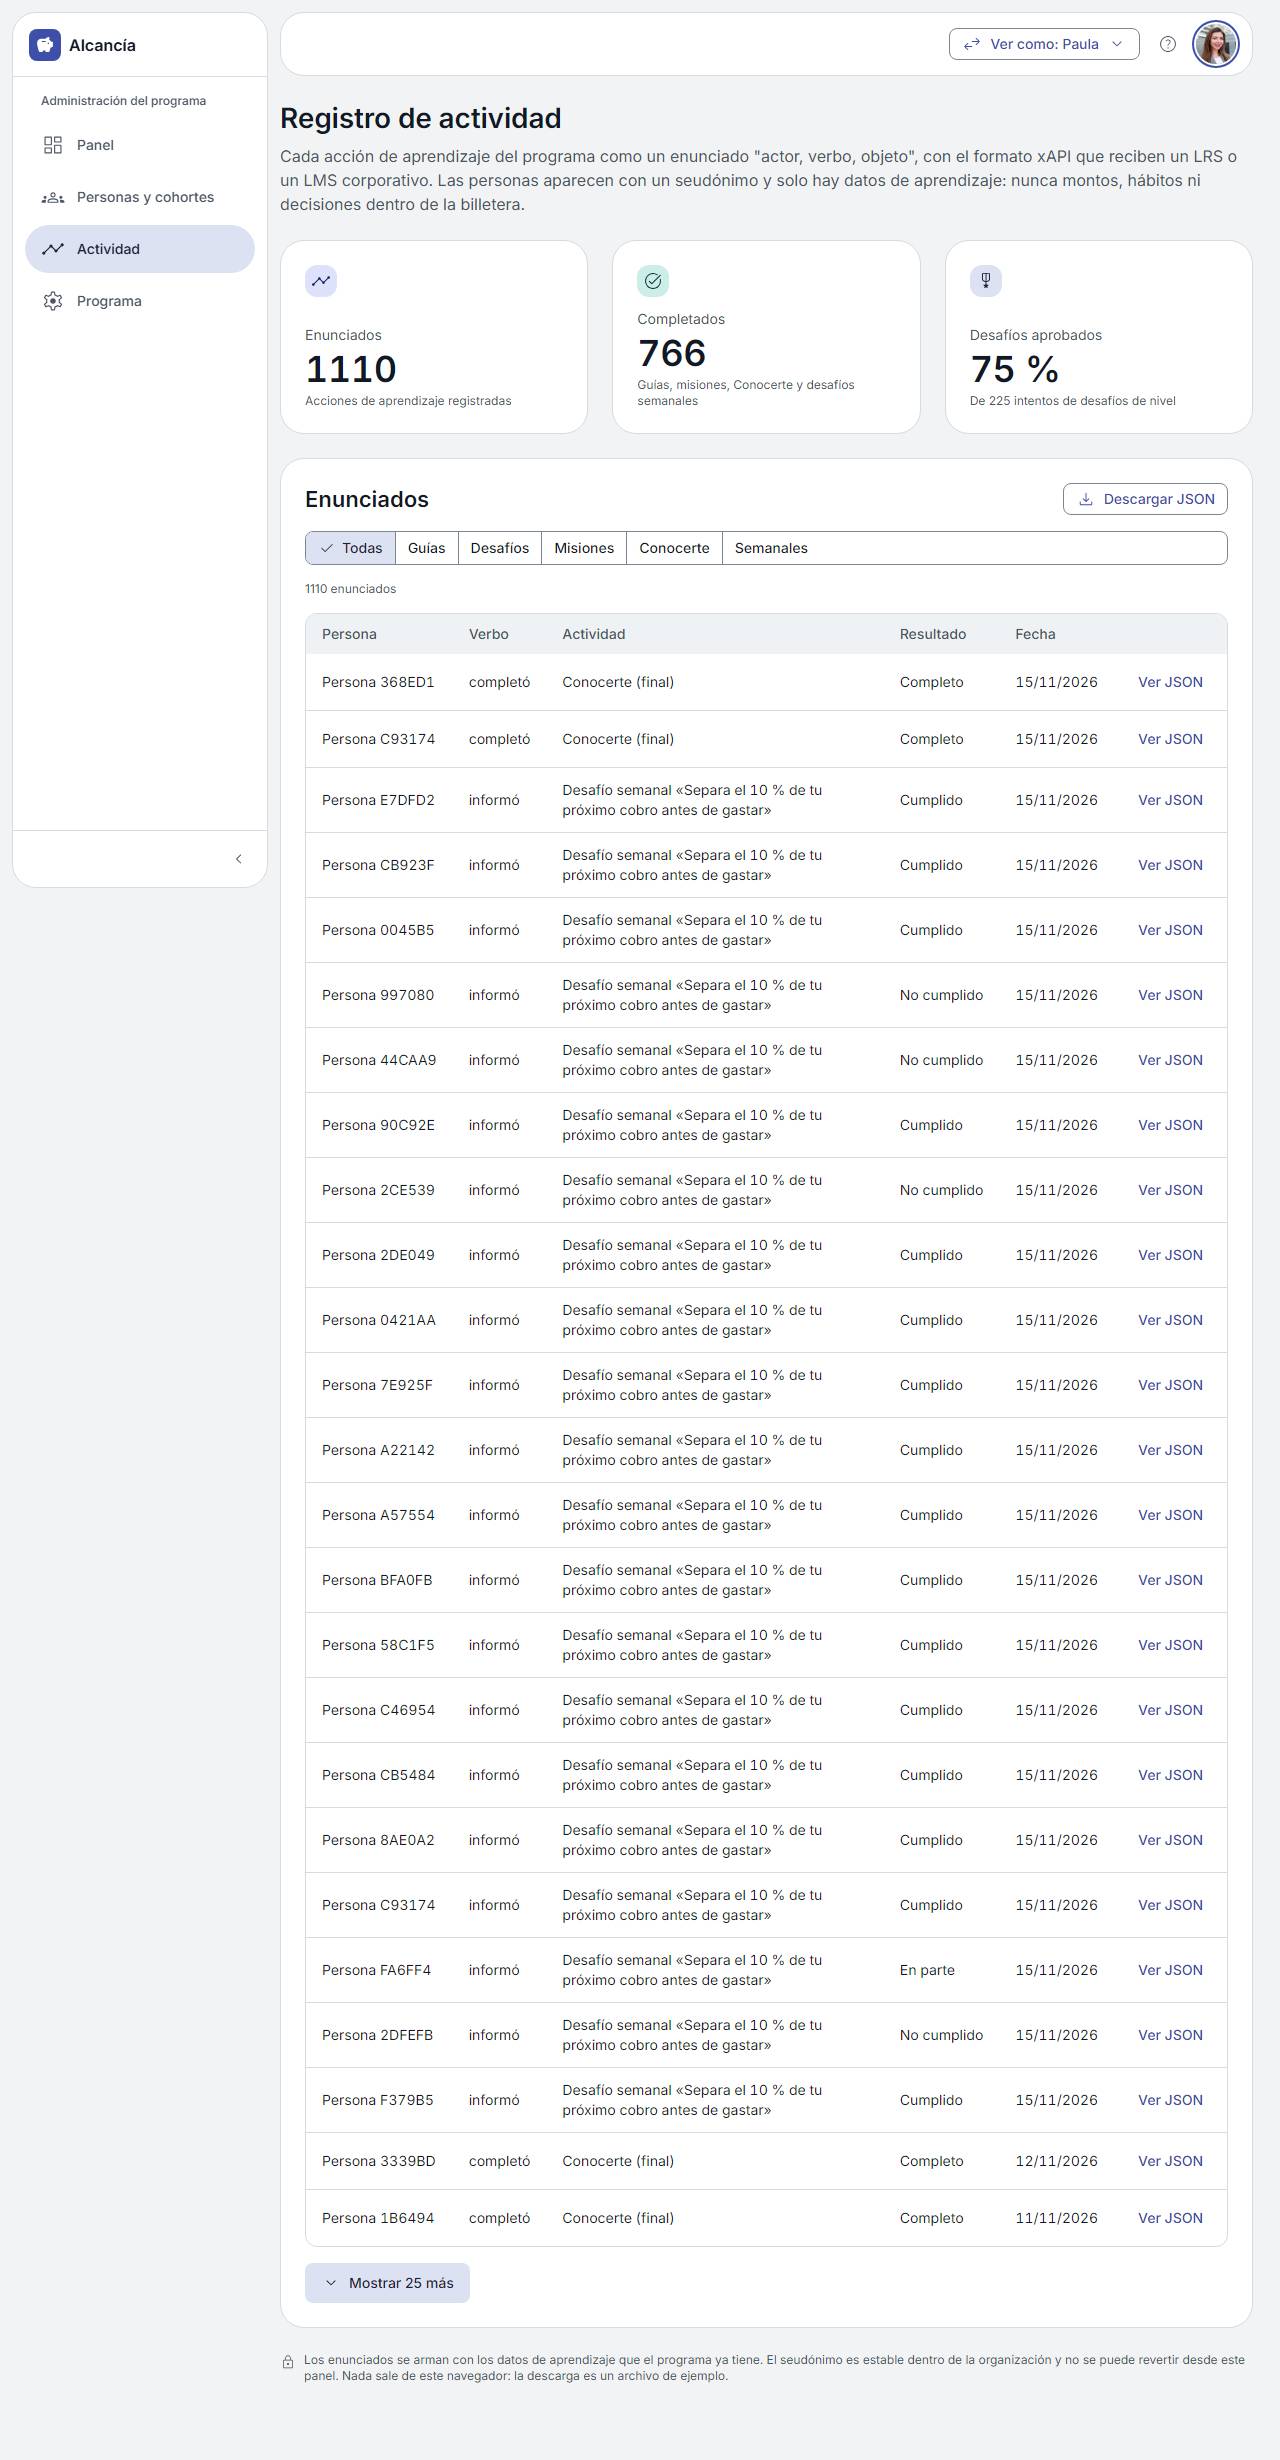 Alcancía
Ver como: Paula
Administración del programa
Panel
Personas y cohortes
Actividad
Programa
Registro de actividad
Cada acción de aprendizaje del programa como un enunciado "actor, verbo, objeto", con el formato xAPI que reciben un LRS o
un LMS corporativo. Las personas aparecen con un seudónimo y solo hay datos de aprendizaje: nunca montos, hábitos ni
decisiones dentro de la billetera.
Enunciados
1110
Acciones de aprendizaje registradas
Completados
766
Guías, misiones, Conocerte y desafíos
semanales
Desafíos aprobados
75 %
De 225 intentos de desafíos de nivel
Enunciados
Descargar JSON
Todas Guías Desafíos Misiones Conocerte Semanales
1110 enunciados
Persona Verbo Actividad Resultado Fecha
Persona 368ED1 completó Conocerte (final) Completo 15/11/2026 Ver JSON
Persona C93174 completó Conocerte (final) Completo 15/11/2026 Ver JSON
Persona E7DFD2 informó Desafío semanal «Separa el 10 % de tu
próximo cobro antes de gastar» Cumplido 15/11/2026 Ver JSON
Persona CB923F informó Desafío semanal «Separa el 10 % de tu
próximo cobro antes de gastar» Cumplido 15/11/2026 Ver JSON
Persona 0045B5 informó Desafío semanal «Separa el 10 % de tu
próximo cobro antes de gastar» Cumplido 15/11/2026 Ver JSON
Persona 997080 informó Desafío semanal «Separa el 10 % de tu
próximo cobro antes de gastar» No cumplido 15/11/2026 Ver JSON
Persona 44CAA9 informó Desafío semanal «Separa el 10 % de tu
próximo cobro antes de gastar» No cumplido 15/11/2026 Ver JSON
Persona 90C92E informó Desafío semanal «Separa el 10 % de tu
próximo cobro antes de gastar» Cumplido 15/11/2026 Ver JSON
Persona 2CE539 informó Desafío semanal «Separa el 10 % de tu
próximo cobro antes de gastar» No cumplido 15/11/2026 Ver JSON
Persona 2DE049 informó Desafío semanal «Separa el 10 % de tu
próximo cobro antes de gastar» Cumplido 15/11/2026 Ver JSON
Persona 0421AA informó Desafío semanal «Separa el 10 % de tu
próximo cobro antes de gastar» Cumplido 15/11/2026 Ver JSON
Persona 7E925F informó Desafío semanal «Separa el 10 % de tu
próximo cobro antes de gastar» Cumplido 15/11/2026 Ver JSON
Persona A22142 informó Desafío semanal «Separa el 10 % de tu
próximo cobro antes de gastar» Cumplido 15/11/2026 Ver JSON
Persona A57554 informó Desafío semanal «Separa el 10 % de tu
próximo cobro antes de gastar» Cumplido 15/11/2026 Ver JSON
Persona BFA0FB informó Desafío semanal «Separa el 10 % de tu
próximo cobro antes de gastar» Cumplido 15/11/2026 Ver JSON
Persona 58C1F5 informó Desafío semanal «Separa el 10 % de tu
próximo cobro antes de gastar» Cumplido 15/11/2026 Ver JSON
Persona C46954 informó Desafío semanal «Separa el 10 % de tu
próximo cobro antes de gastar» Cumplido 15/11/2026 Ver JSON
Persona CB5484 informó Desafío semanal «Separa el 10 % de tu
próximo cobro antes de gastar» Cumplido 15/11/2026 Ver JSON
Persona 8AE0A2 informó Desafío semanal «Separa el 10 % de tu
próximo cobro antes de gastar» Cumplido 15/11/2026 Ver JSON
Persona C93174 informó Desafío semanal «Separa el 10 % de tu
próximo cobro antes de gastar» Cumplido 15/11/2026 Ver JSON
Persona FA6FF4 informó Desafío semanal «Separa el 10 % de tu
próximo cobro antes de gastar» En parte 15/11/2026 Ver JSON
Persona 2DFEFB informó Desafío semanal «Separa el 10 % de tu
próximo cobro antes de gastar» No cumplido 15/11/2026 Ver JSON
Persona F379B5 informó Desafío semanal «Separa el 10 % de tu
próximo cobro antes de gastar» Cumplido 15/11/2026 Ver JSON
Persona 3339BD completó Conocerte (final) Completo 12/11/2026 Ver JSON
Persona 1B6494 completó Conocerte (final) Completo 11/11/2026 Ver JSON
Mostrar 25 más
Los enunciados se arman con los datos de aprendizaje que el programa ya tiene. El seudónimo es estable dentro de la organización y no se puede revertir desde este
panel. Nada sale de este navegador: la descarga es un archivo de ejemplo.